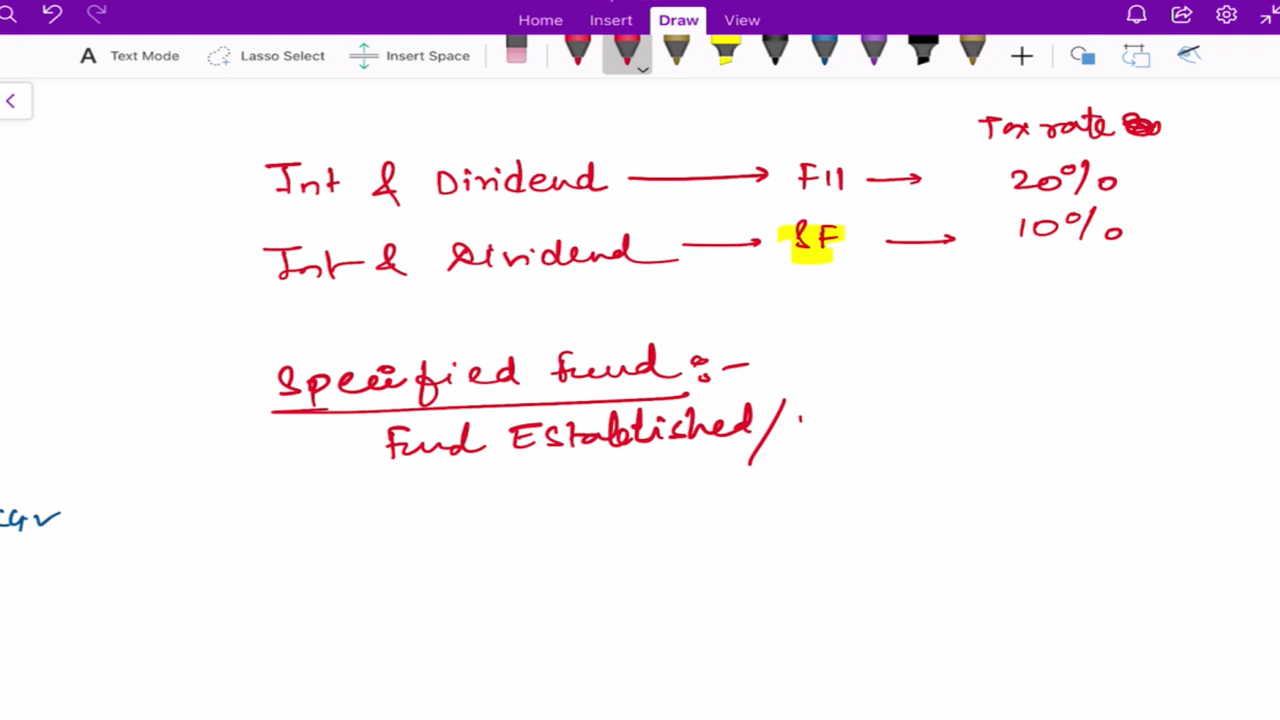 Home Insert Draw View
A Text Mode Lasso Select Insert Space
Tax rate
Int & Dividend → FII → 20%
Int & Dividend → SF → 10%
Specified Fund :-
Fund Established/